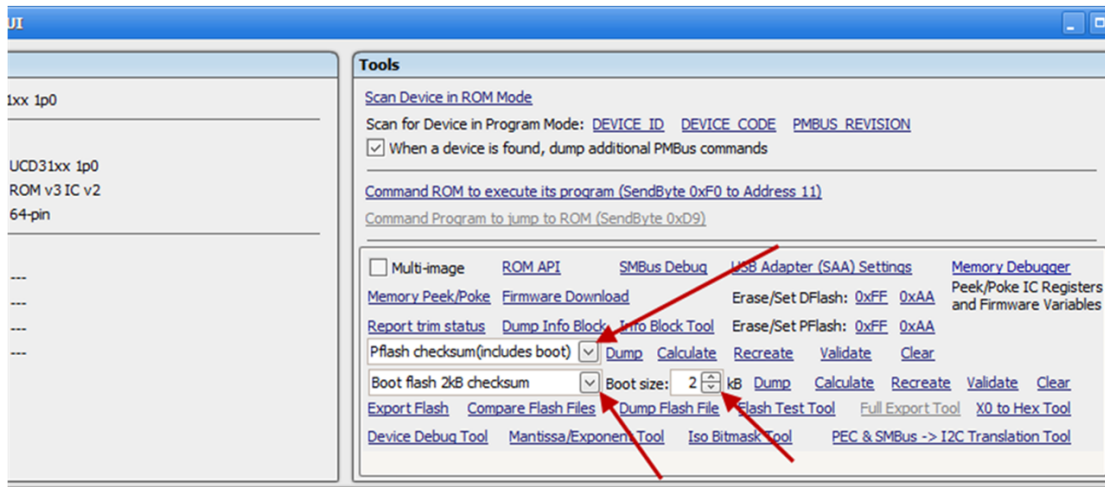 UI
1xx 1p0
UCD31xx 1p0
ROM v3 IC v2
64-pin
---
---
---
---
Tools
Scan Device in ROM Mode
Scan for Device in Program Mode: DEVICE_ID DEVICE_CODE PMBUS_REVISION
When a device is found, dump additional PMBus commands
Command ROM to execute its program (SendByte 0xF0 to Address 11)
Command Program to jump to ROM (SendByte 0xD9)
Multi-image ROM API SMBus Debug USB Adapter (SAA) Settings Memory Debugger
Peek/Poke IC Registers
and Firmware Variables
Memory Peek/Poke Firmware Download Erase/Set DFlash: 0xFF 0xAA
Report trim status Dump Info Block Info Block Tool Erase/Set PFlash: 0xFF 0xAA
Pflash checksum(includes boot) Dump Calculate Recreate Validate Clear
Boot flash 2kB checksum Boot size: 2 kB Dump Calculate Recreate Validate Clear
Export Flash Compare Flash Files Dump Flash File Flash Test Tool Full Export Tool X0 to Hex Tool
Device Debug Tool Mantissa/Exponent Tool Iso Bitmask Tool PEC & SMBus -> I2C Translation Tool